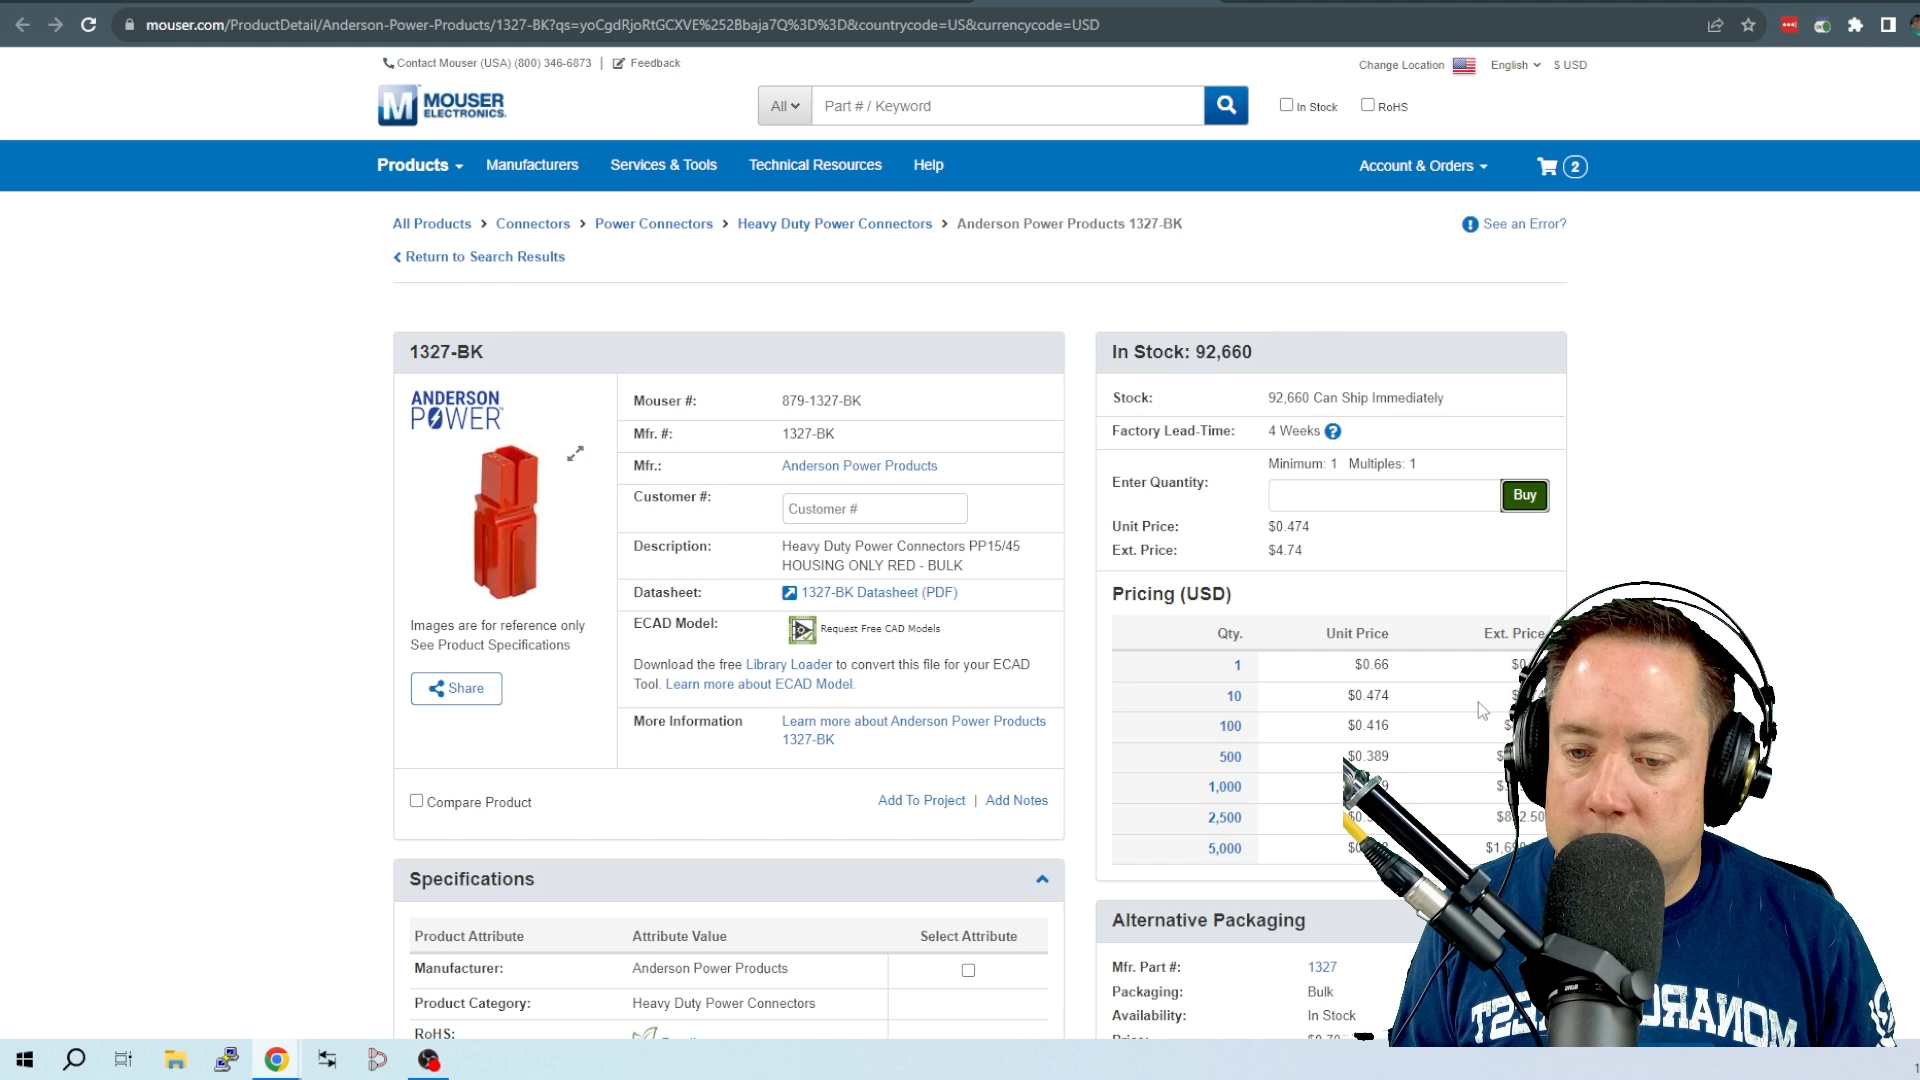 mouser.com/ProductDetail/Anderson-Power-Products/1327-BK?qs=yoCgdRjoRtGCXVE%252Bbaja7Q%3D%3D&countrycode=US&currencycode=USD
Contact Mouser (USA) (800) 346-6873 | Feedback
Change Location English $ USD
M MOUSER ELECTRONICS
All Part # / Keyword
In Stock RoHS
Products Manufacturers Services & Tools Technical Resources Help
Account & Orders 2
All Products > Connectors > Power Connectors > Heavy Duty Power Connectors > Anderson Power Products 1327-BK
See an Error?
Return to Search Results
1327-BK
ANDERSON
POWER
Images are for reference only
See Product Specifications
Share
Mouser #: 879-1327-BK
Mfr. #: 1327-BK
Mfr.: Anderson Power Products
Customer #: Customer #
Description: Heavy Duty Power Connectors PP15/45
HOUSING ONLY RED - BULK
Datasheet: 1327-BK Datasheet (PDF)
ECAD Model: Request Free CAD Models
Download the free Library Loader to convert this file for your ECAD
Tool. Learn more about ECAD Model.
More Information Learn more about Anderson Power Products
1327-BK
Compare Product Add To Project | Add Notes
In Stock: 92,660
Stock: 92,660 Can Ship Immediately
Factory Lead-Time: 4 Weeks ?
Minimum: 1 Multiples: 1
Enter Quantity: Buy
Unit Price: $0.474
Ext. Price: $4.74
Pricing (USD)
Qty. Unit Price Ext. Price
1 $0.66
10 $0.474
100 $0.416
500 $0.389
1,000
2,500
5,000
Specifications
Product Attribute Attribute Value Select Attribute
Manufacturer: Anderson Power Products
Product Category: Heavy Duty Power Connectors
RoHS:
Alternative Packaging
Mfr. Part #: 1327
Packaging: Bulk
Availability: In Stock